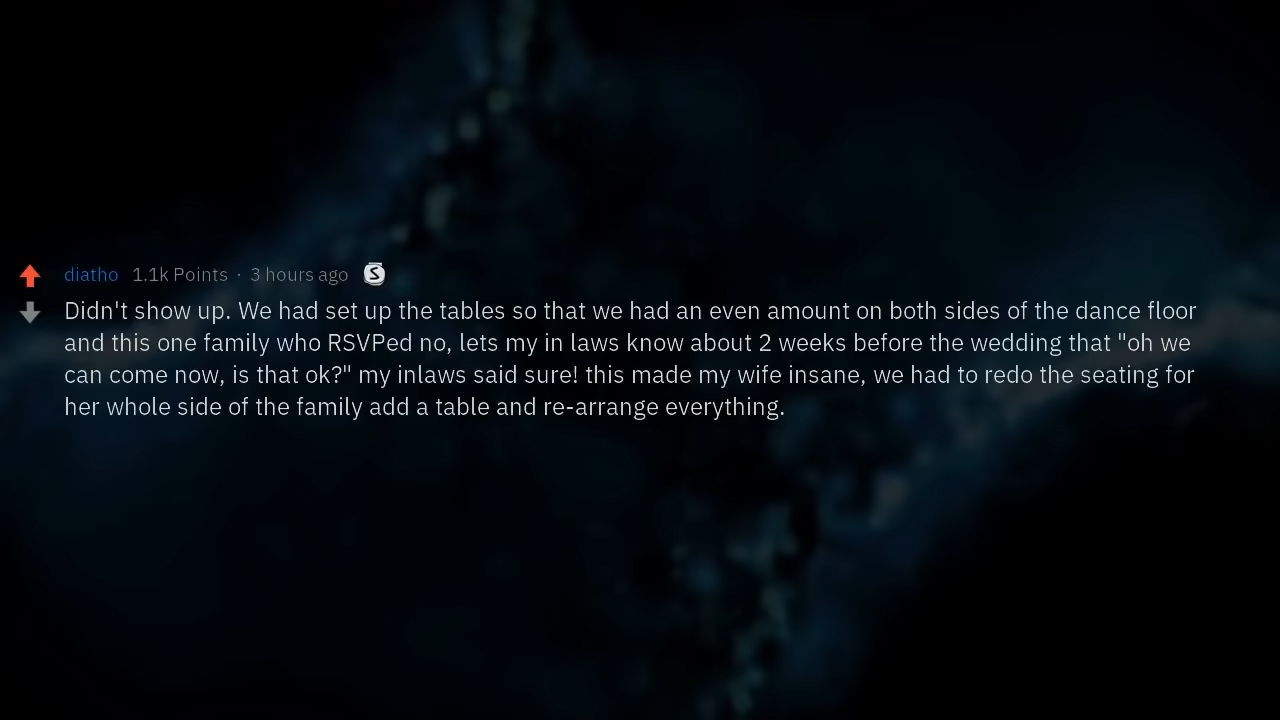 diatho 1.1k Points · 3 hours ago S
Didn't show up. We had set up the tables so that we had an even amount on both sides of the dance floor
and this one family who RSVPed no, lets my in laws know about 2 weeks before the wedding that "oh we
can come now, is that ok?" my inlaws said sure! this made my wife insane, we had to redo the seating for
her whole side of the family add a table and re-arrange everything.